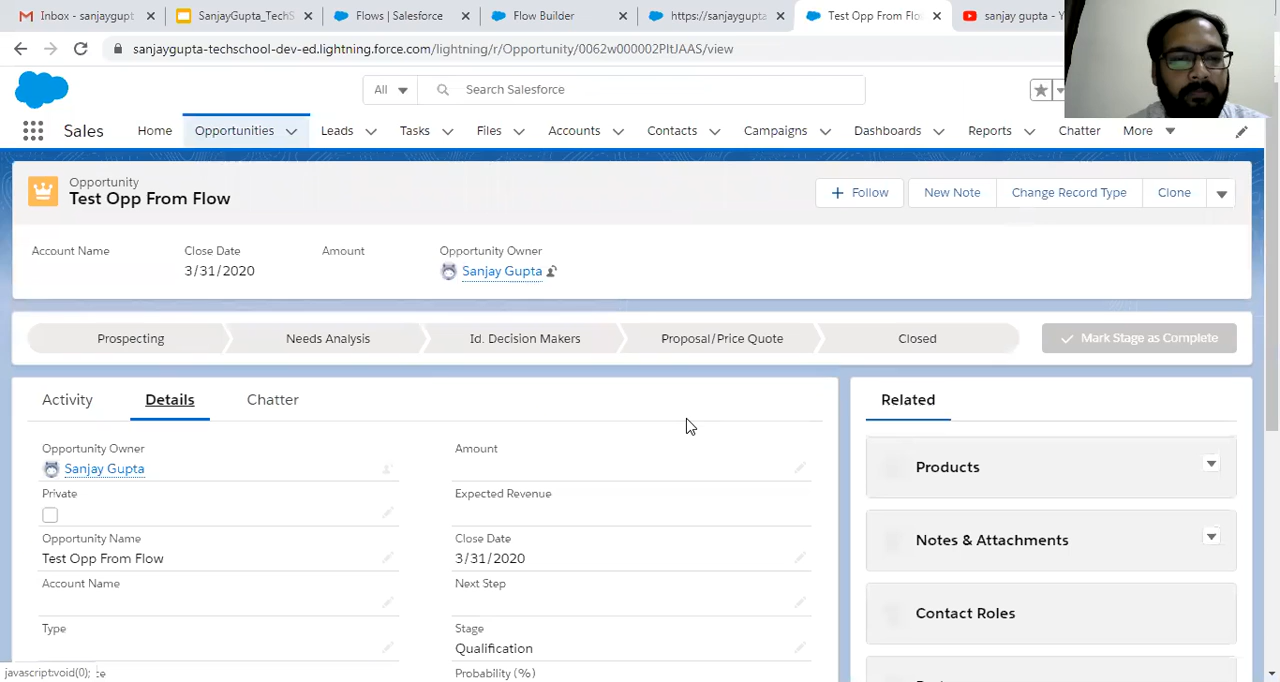 Inbox - sanjaygupt
SanjayGupta_TechS
Flows | Salesforce
Flow Builder
https://sanjaygupta
Test Opp From Flo
sanjay gupta - Y
sanjaygupta-techschool-dev-ed.lightning.force.com/lightning/r/Opportunity/0062w000002PltJAAS/view
All
Search Salesforce
Sales
Home
Opportunities
Leads
Tasks
Files
Accounts
Contacts
Campaigns
Dashboards
Reports
Chatter
More
Opportunity
Test Opp From Flow
Follow
New Note
Change Record Type
Clone
Account Name
Close Date
Amount
Opportunity Owner
3/31/2020
Sanjay Gupta
Prospecting
Needs Analysis
Id. Decision Makers
Proposal/Price Quote
Closed
Mark Stage as Complete
Activity
Details
Chatter
Related
Opportunity Owner
Sanjay Gupta
Private
Opportunity Name
Test Opp From Flow
Account Name
Type
Amount
Expected Revenue
Close Date
3/31/2020
Next Step
Stage
Qualification
Probability (%)
Products
Notes & Attachments
Contact Roles
javascript:void(0);